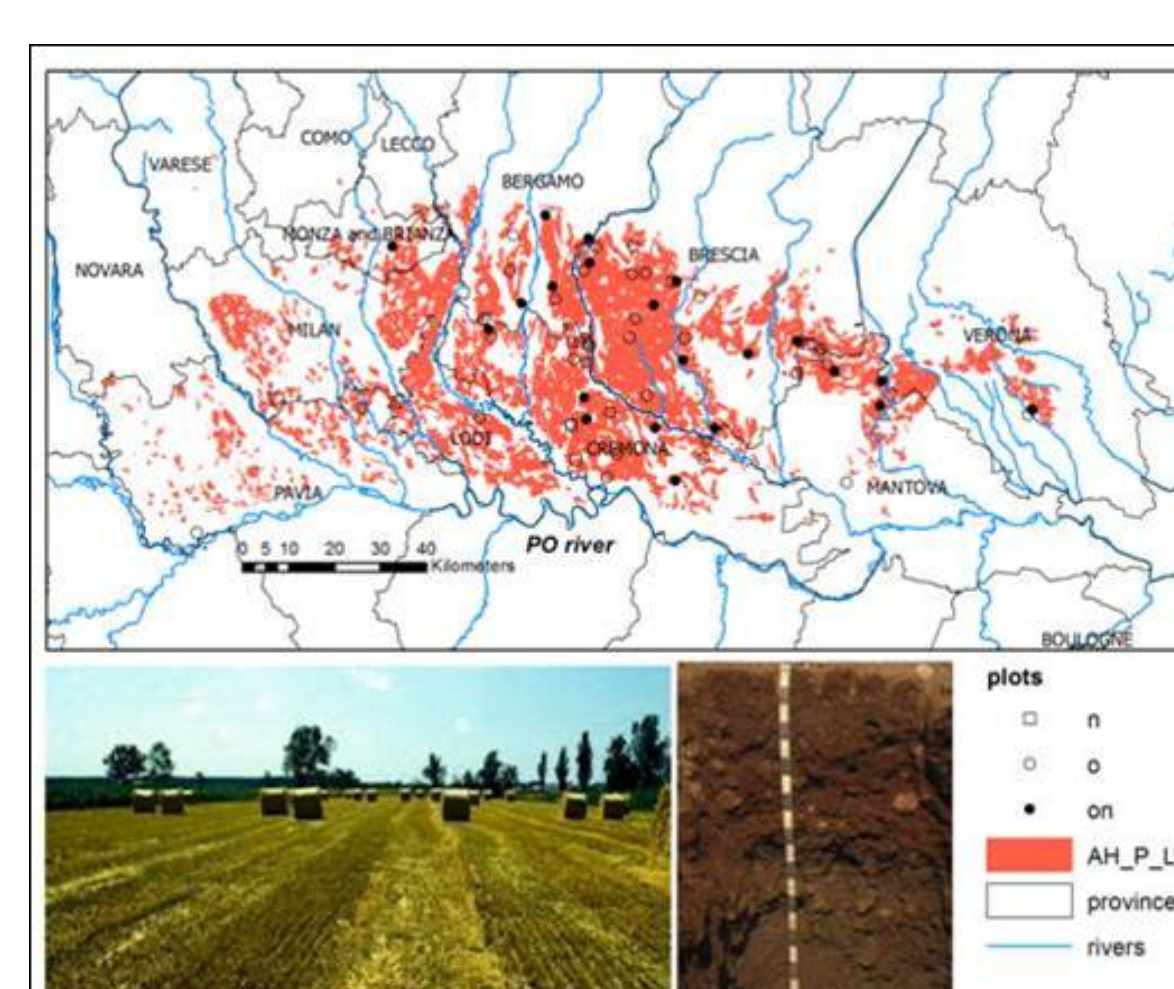 COMO
LECCO
VARESE
BERGAMO
MONZA and BRIANZA
BRESCIA
NOVARA
MILAN
VERONA
LODI
CREMONA
PAVIA
MANTOVA
PO river
0 5 10 20 30 40
Kilometers
BOULOGNE
plots
n
o
on
AH_P_L
province
rivers